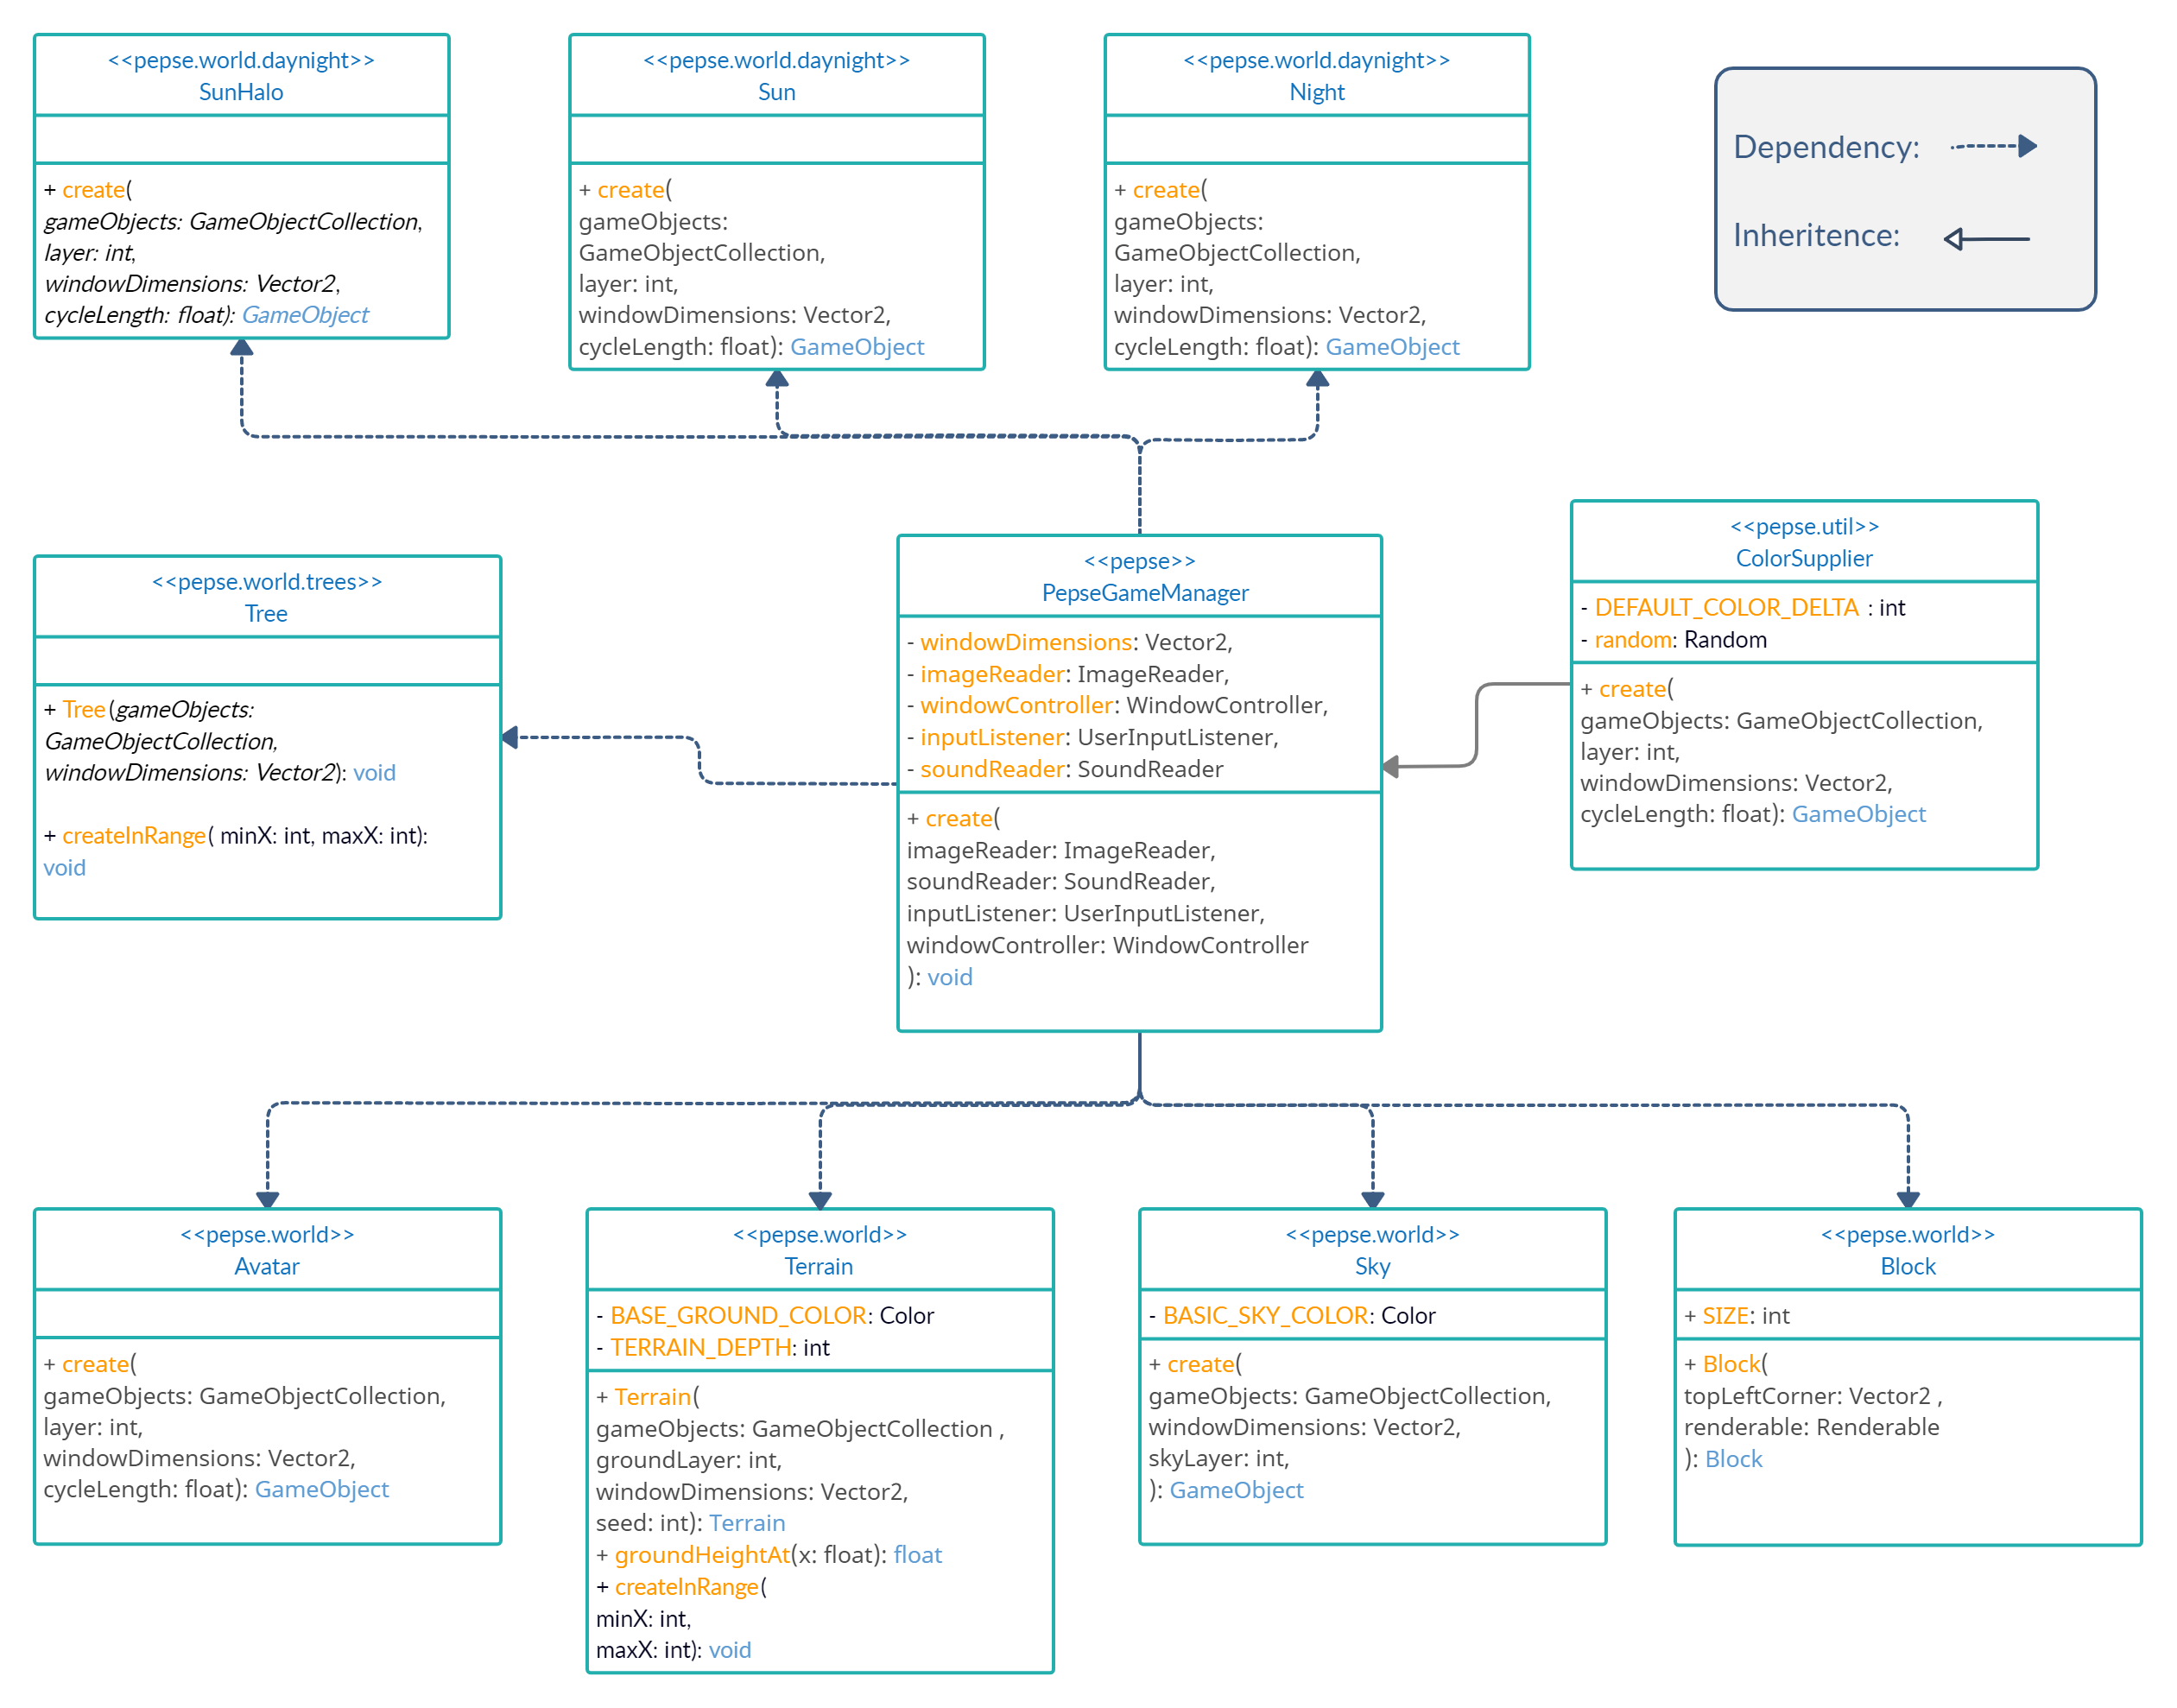 <<pepse.world.daynight>>
SunHalo
+ create(
gameObjects: GameObjectCollection,
layer: int,
windowDimensions: Vector2,
cycleLength: float): GameObject
<<pepse.world.daynight>>
Sun
+ create(
gameObjects:
GameObjectCollection,
layer: int,
windowDimensions: Vector2,
cycleLength: float): GameObject
<<pepse.world.daynight>>
Night
+ create(
gameObjects:
GameObjectCollection,
layer: int,
windowDimensions: Vector2,
cycleLength: float): GameObject
Dependency:
Inheritence:
<<pepse.world.trees>>
Tree
+ Tree(gameObjects:
GameObjectCollection,
windowDimensions: Vector2): void
+ createInRange( minX: int, maxX: int):
void
<<pepse>>
PepseGameManager
- windowDimensions: Vector2,
- imageReader: ImageReader,
- windowController: WindowController,
- inputListener: UserInputListener,
- soundReader: SoundReader
+ create(
imageReader: ImageReader,
soundReader: SoundReader,
inputListener: UserInputListener,
windowController: WindowController
): void
<<pepse.util>>
ColorSupplier
- DEFAULT_COLOR_DELTA : int
- random: Random
+ create(
gameObjects: GameObjectCollection,
layer: int,
windowDimensions: Vector2,
cycleLength: float): GameObject
<<pepse.world>>
Avatar
+ create(
gameObjects: GameObjectCollection,
layer: int,
windowDimensions: Vector2,
cycleLength: float): GameObject
<<pepse.world>>
Terrain
- BASE_GROUND_COLOR: Color
- TERRAIN_DEPTH: int
+ Terrain(
gameObjects: GameObjectCollection ,
groundLayer: int,
windowDimensions: Vector2,
seed: int): Terrain
+ groundHeightAt(x: float): float
+ createInRange(
minX: int,
maxX: int): void
<<pepse.world>>
Sky
- BASIC_SKY_COLOR: Color
+ create(
gameObjects: GameObjectCollection,
windowDimensions: Vector2,
skyLayer: int,
): GameObject
<<pepse.world>>
Block
+ SIZE: int
+ Block(
topLeftCorner: Vector2 ,
renderable: Renderable
): Block